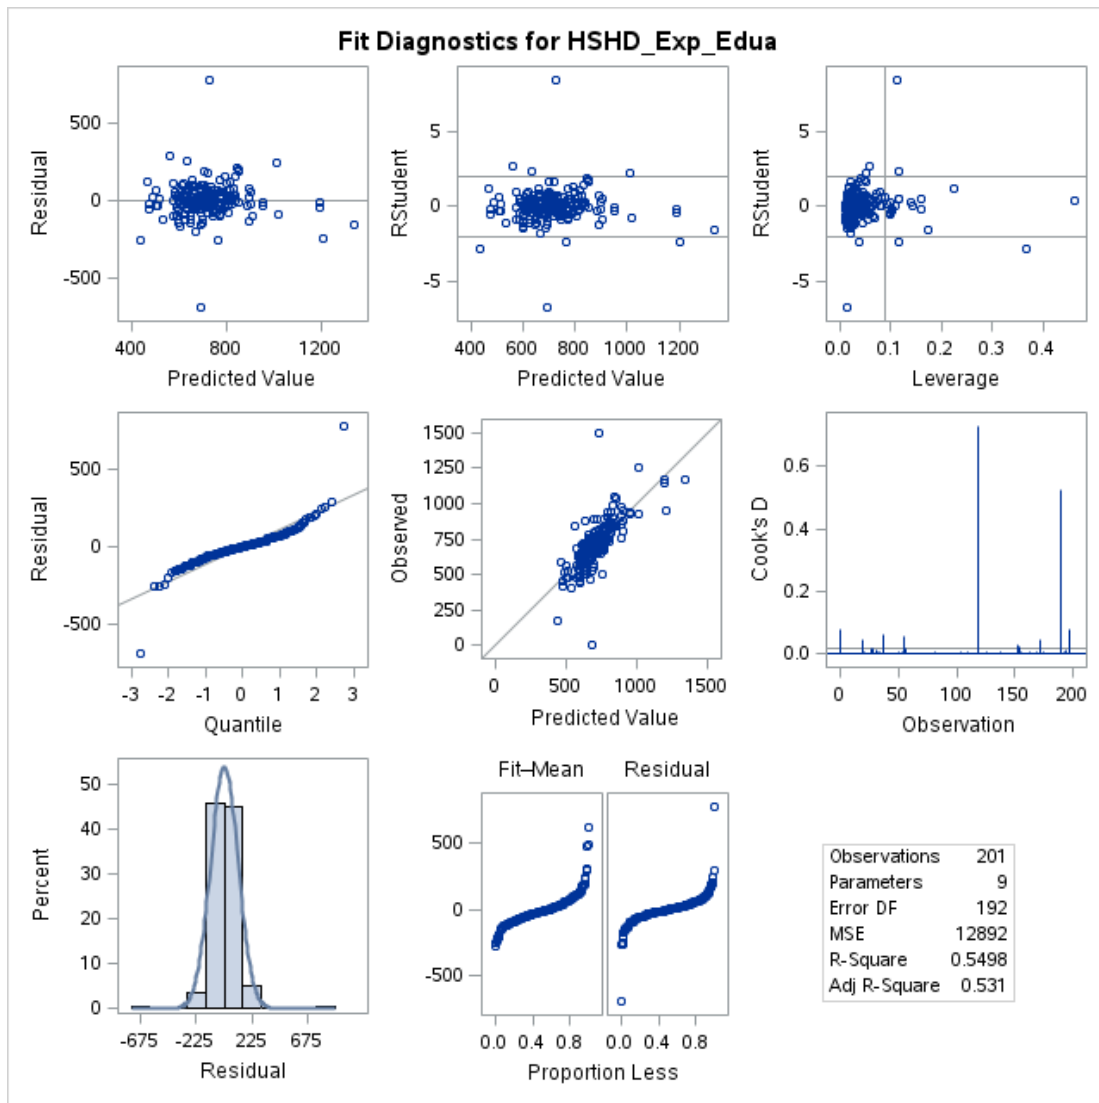 Fit Diagnostics for HSHD_Exp_Edua
500
0
-500
Residual
400 800 1200
Predicted Value
5
0
-5
RStudent
400 600 800 1000 1200
Predicted Value
5
0
-5
RStudent
0.0 0.1 0.2 0.3 0.4
Leverage
500
0
-500
Residual
-3 -2 -1 0 1 2 3
Quantile
1500
1250
1000
750
500
250
0
Observed
0 500 1000 1500
Predicted Value
0.6
0.4
0.2
0.0
Cook's D
0 50 100 150 200
Observation
50
40
30
20
10
0
Percent
-675 -225 225 675
Residual
Fit–Mean Residual
500
0
-500
0.0 0.4 0.8 0.0 0.4 0.8
Proportion Less
Observations 201
Parameters 9
Error DF 192
MSE 12892
R-Square 0.5498
Adj R-Square 0.531